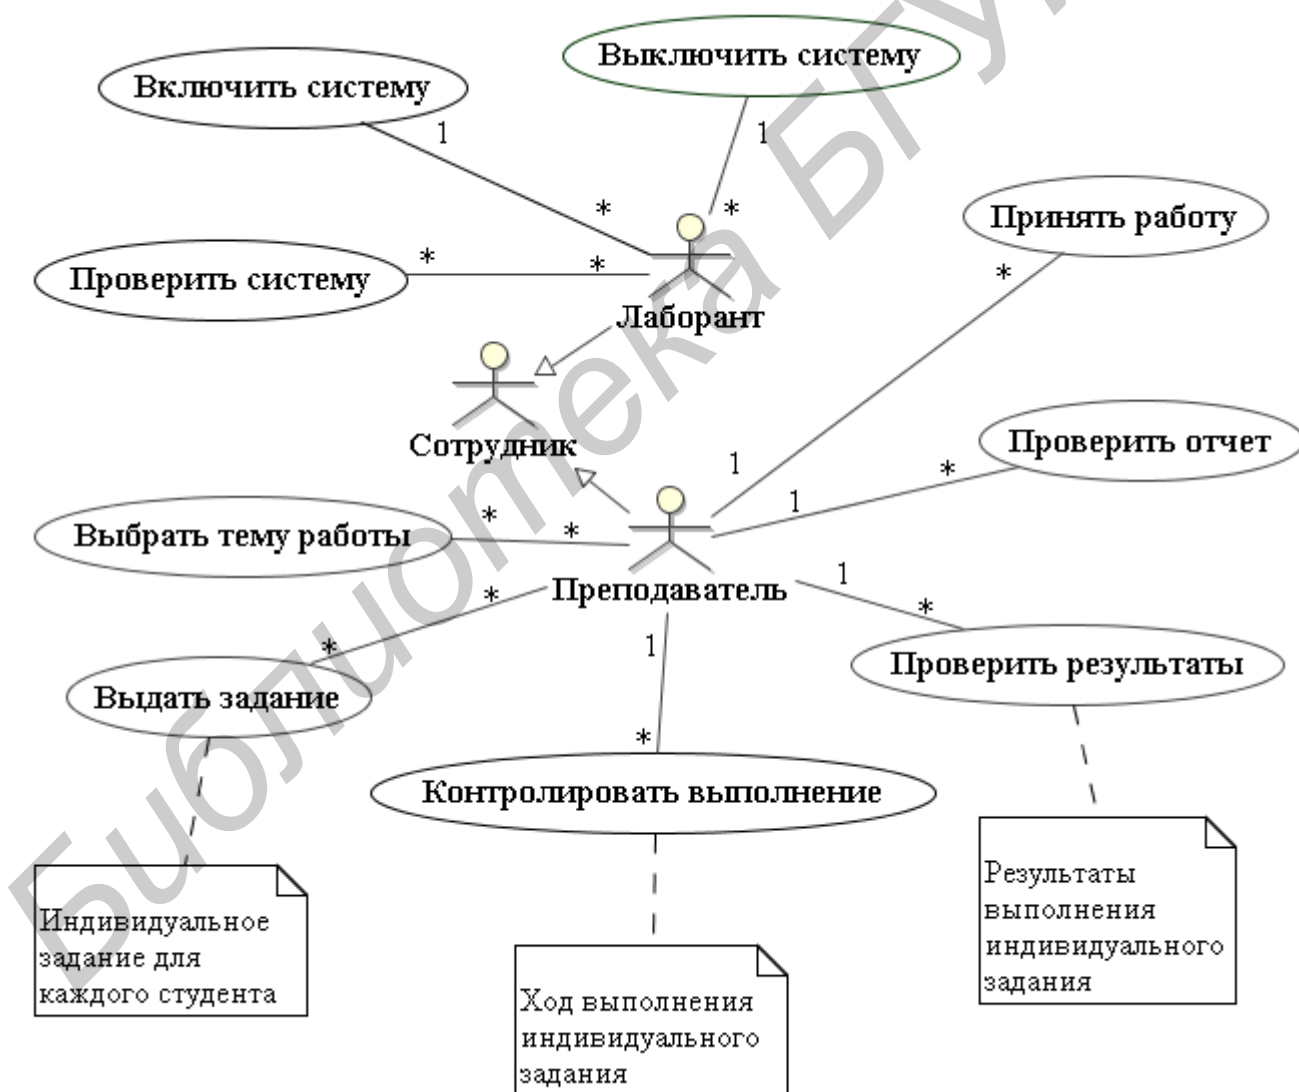 Выключить систему
Включить систему
1
1
*
*
Принять работу
Проверить систему
*
*
*
Лаборант
Сотрудник
Проверить отчет
1
*
1
Выбрать тему работы
*
*
Преподаватель
1
*
*
*
1
Проверить результаты
Выдать задание
*
Контролировать выполнение
Результаты
выполнения
индивидуального
задания
Индивидуальное
задание для
каждого студента
Ход выполнения
индивидуального
задания
Библиотека БГУ